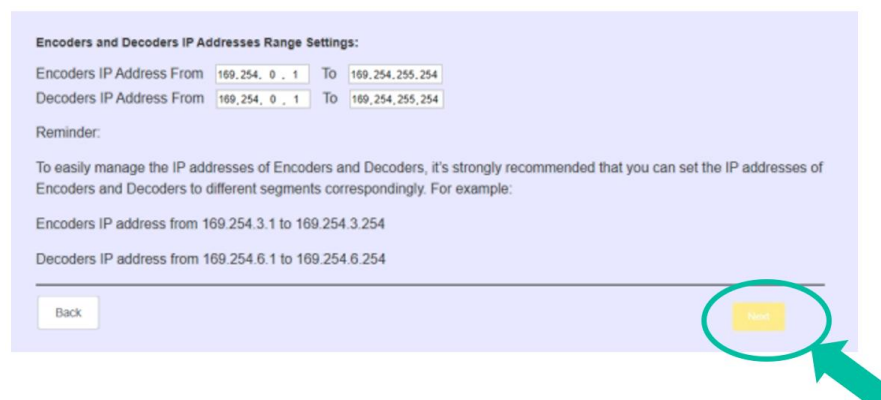 Encoders and Decoders IP Addresses Range Settings:
Encoders IP Address From 169.254. 0 . 1 To 169.254.255.254
Decoders IP Address From 169.254. 0 . 1 To 169.254.255.254
Reminder:
To easily manage the IP addresses of Encoders and Decoders, it's strongly recommended that you can set the IP addresses of
Encoders and Decoders to different segments correspondingly. For example:
Encoders IP address from 169.254.3.1 to 169.254.3.254
Decoders IP address from 169.254.6.1 to 169.254.6.254
Back Next